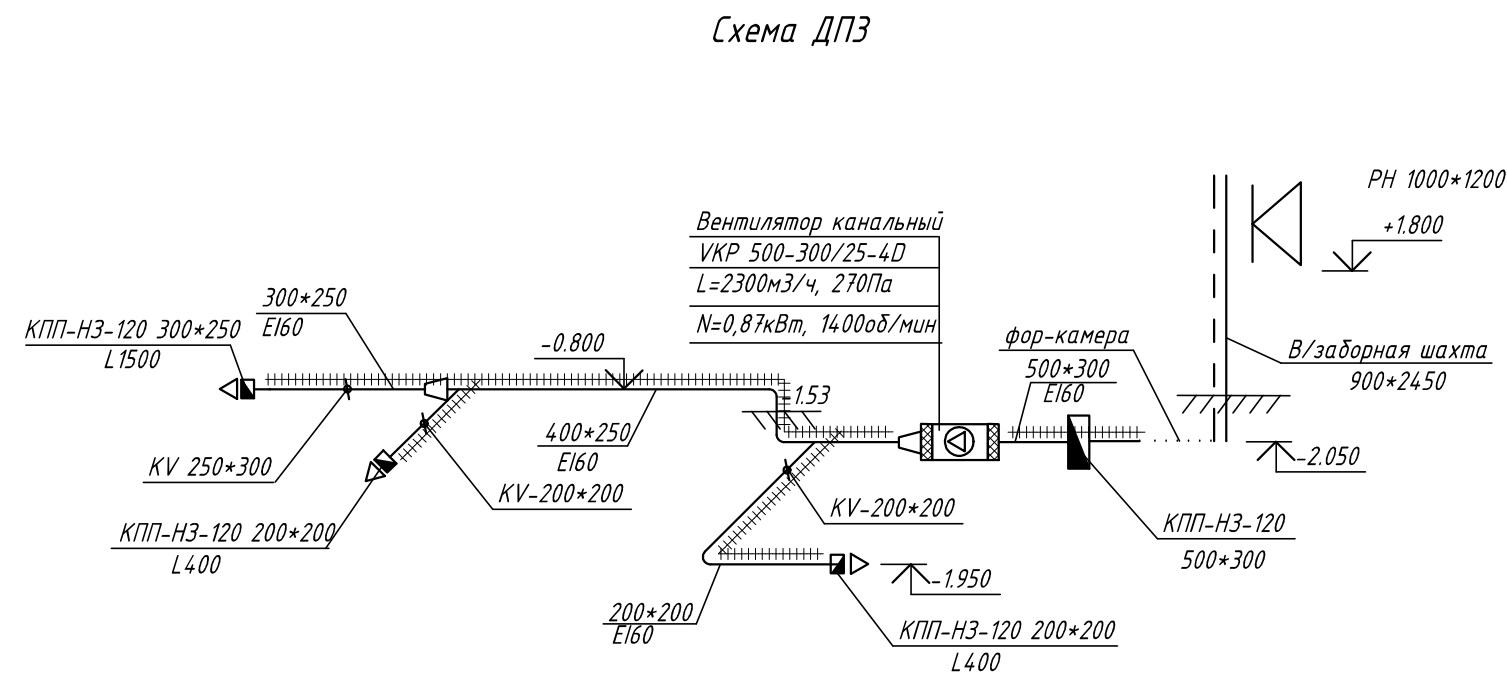 Схема ДП3
РН 1000*1200
+1.800
Вентилятор канальный
VKP 500-300/25-4D
L=2300м3/ч, 270Па
N=0,87кВт, 1400об/мин
300*250
EI60
КПП-НЗ-120 300*250
L1500
-0.800
фор-камера
500*300
EI60
В/заборная шахта
900*2450
-1.53
400*250
EI60
KV 250*300
KV-200*200
-2.050
КПП-НЗ-120 200*200
L400
KV-200*200
КПП-НЗ-120
500*300
-1.950
200*200
EI60
КПП-НЗ-120 200*200
L400